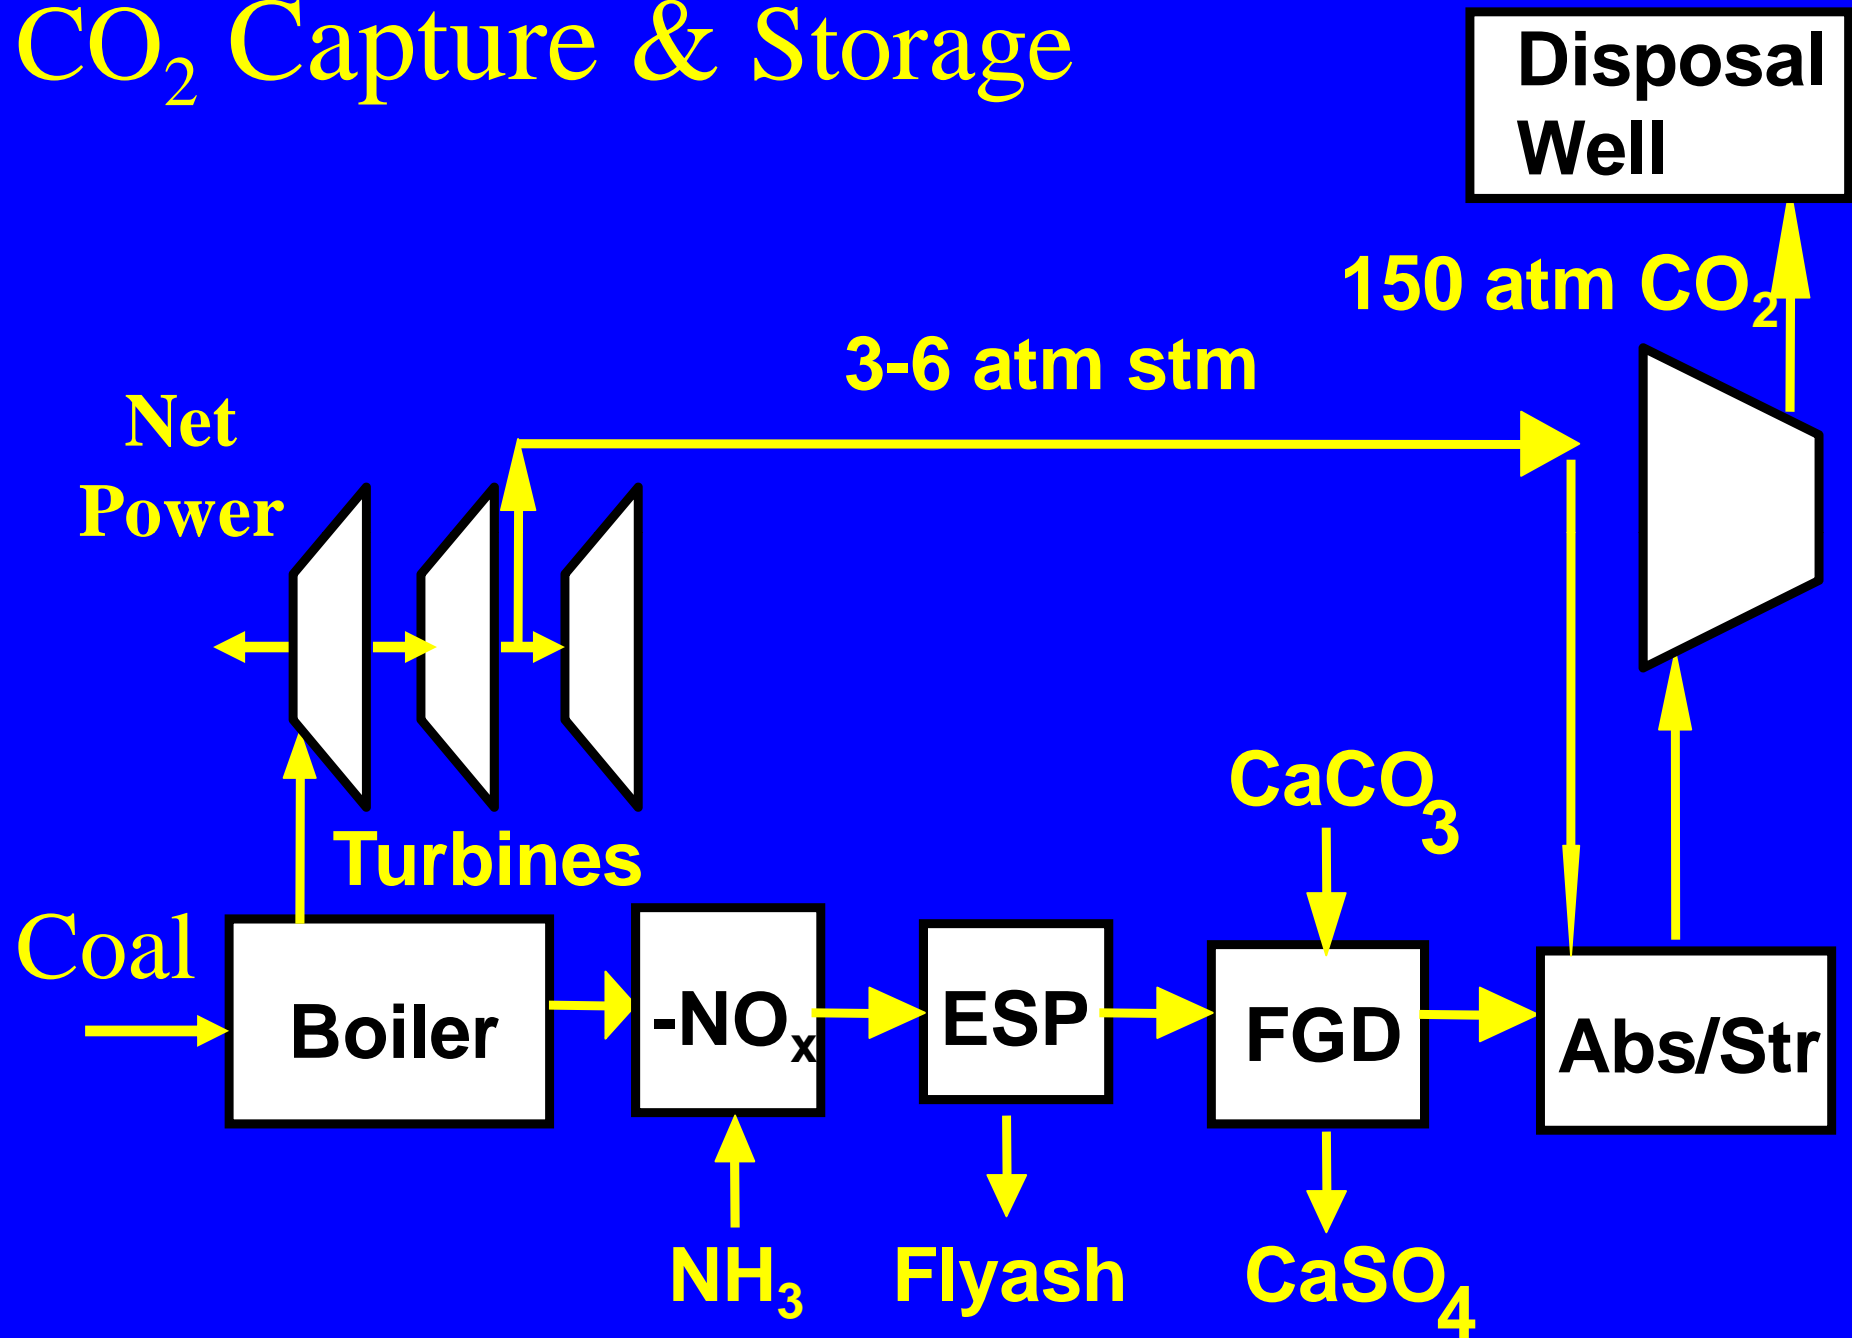 CO₂ Capture & Storage
Disposal
Well
150 atm CO₂
3-6 atm stm
Net
Power
Turbines
CaCO₃
Coal
Boiler
-NOₓ
ESP
FGD
Abs/Str
NH₃
Flyash
CaSO₄